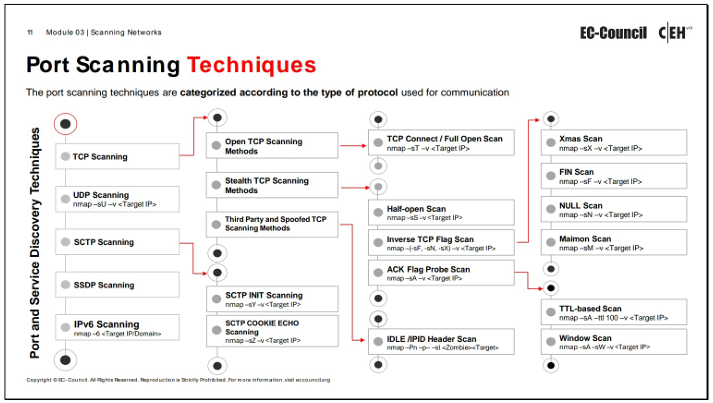 11 Module 03 | Scanning Networks
EC-Council C|EH v13
Port Scanning Techniques
The port scanning techniques are categorized according to the type of protocol used for communication
Port and Service Discovery Techniques
TCP Scanning
UDP Scanning
nmap –sU –v <Target IP>
SCTP Scanning
SSDP Scanning
IPv6 Scanning
nmap –6 <Target IP/Domain>
Open TCP Scanning
Methods
Stealth TCP Scanning
Methods
Third Party and Spoofed TCP
Scanning Methods
SCTP INIT Scanning
nmap –sY –v <Target IP>
SCTP COOKIE ECHO
Scanning
nmap –sZ –v <Target IP>
TCP Connect / Full Open Scan
nmap –sT –v <Target IP>
Half-open Scan
nmap –sS –v <Target IP>
Inverse TCP Flag Scan
nmap –(-sF, -sN, -sX) –v <Target IP>
ACK Flag Probe Scan
nmap –sA –v <Target IP>
IDLE /IPID Header Scan
nmap –Pn –p– –sI <Zombie><Target>
Xmas Scan
nmap –sX –v <Target IP>
FIN Scan
nmap –sF –v <Target IP>
NULL Scan
nmap –sN –v <Target IP>
Maimon Scan
nmap –sM –v <Target IP>
TTL-based Scan
nmap –sA –ttl 100 –v <Target IP>
Window Scan
nmap –sA –sW –v <Target IP>
Copyright © EC- Council. All Rights Reserved. Reproduction is Strictly Prohibited. For more information, visit eccouncil.org